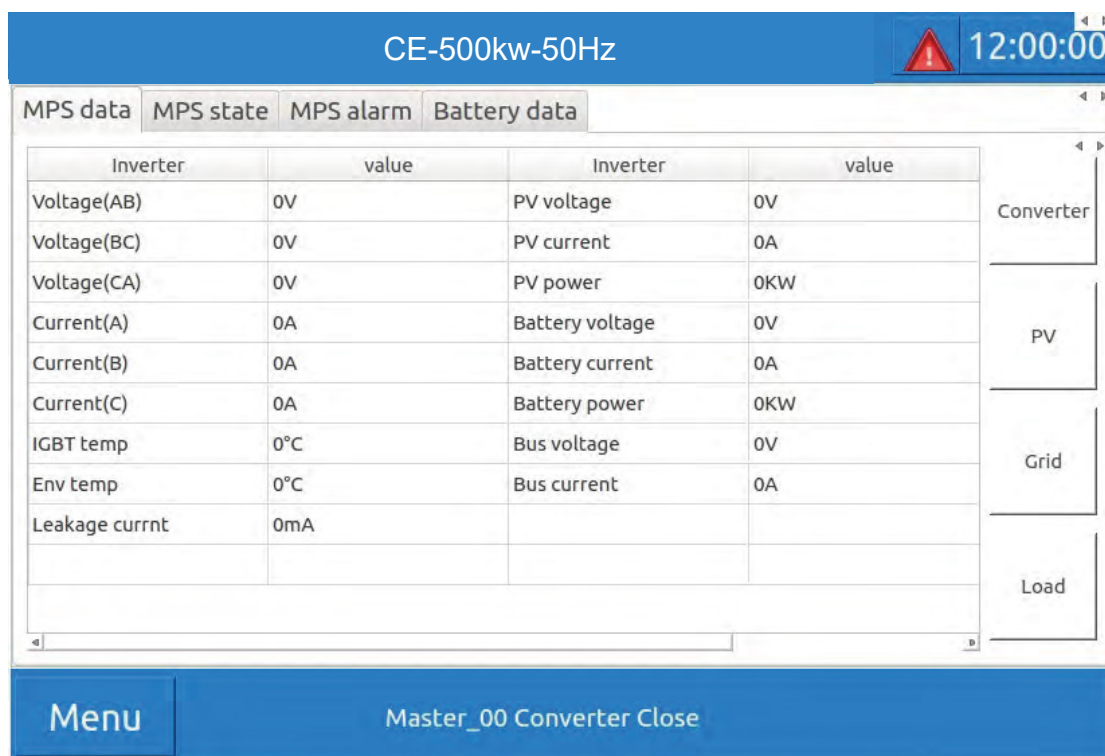 CE-500kw-50Hz
!
12:00:00
MPS data MPS state MPS alarm Battery data
Inverter value Inverter value
Voltage(AB) 0V PV voltage 0V
Converter
Voltage(BC) 0V PV current 0A
Voltage(CA) 0V PV power 0KW
Current(A) 0A Battery voltage 0V
PV
Current(B) 0A Battery current 0A
Current(C) 0A Battery power 0KW
IGBT temp 0°C Bus voltage 0V
Grid
Env temp 0°C Bus current 0A
Leakage currnt 0mA
Load
Menu
Master_00 Converter Close